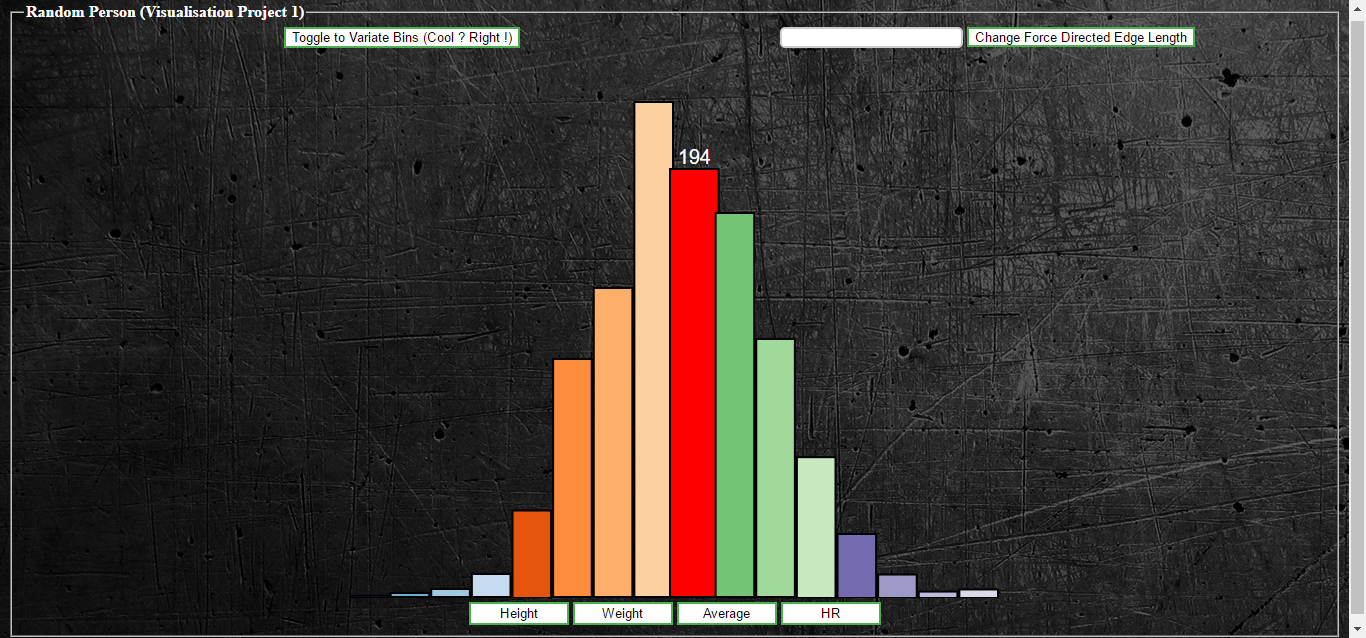 Random Person (Visualisation Project 1)
Toggle to Variate Bins (Cool ? Right !)
Change Force Directed Edge Length
194
Height
Weight
Average
HR